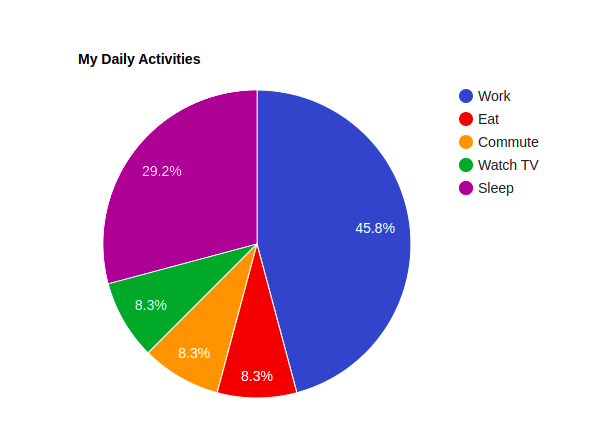 My Daily Activities
Work
Eat
Commute
Watch TV
Sleep
29.2%
45.8%
8.3%
8.3%
8.3%